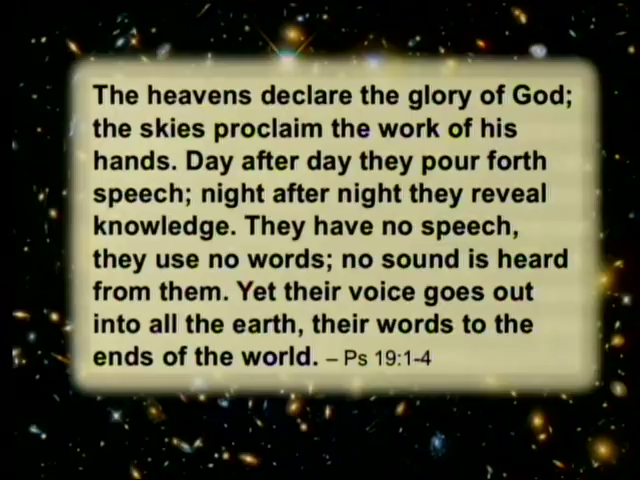 The heavens declare the glory of God;
the skies proclaim the work of his
hands. Day after day they pour forth
speech; night after night they reveal
knowledge. They have no speech,
they use no words; no sound is heard
from them. Yet their voice goes out
into all the earth, their words to the
ends of the world. – Ps 19:1-4